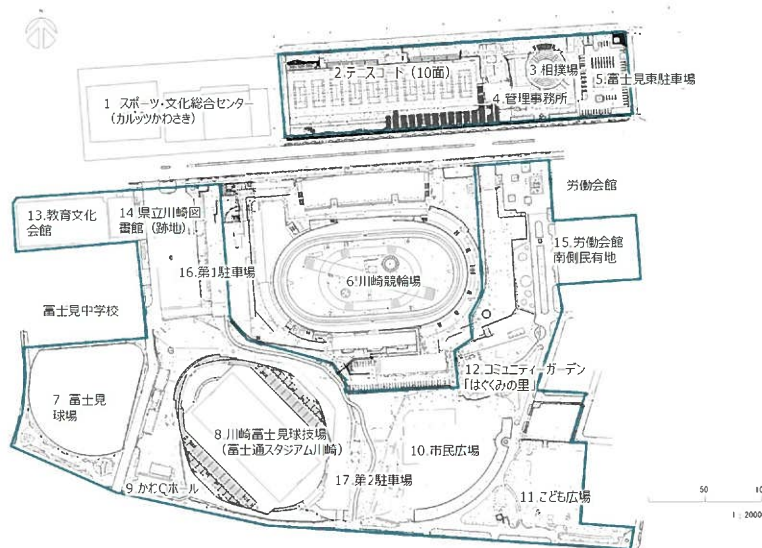 2.テースコート（10面）
3.相撲場
5.富士見東駐車場
4.管理事務所
1 スポーツ・文化総合センター
（カルッツかわさき）
労働会館
13.教育文化
会館
14.県立川崎図
書館（跡地）
15.労働会館
南側民有地
16.第1駐車場
6.川崎競輪場
富士見中学校
12.コミュニティーガーデン
「はぐくみの里」
7 富士見
球場
8.川崎富士見球技場
（富士通スタジアム川崎）
10.市民広場
17.第2駐車場
9.かわQホール
11.こども広場
50
10
1：2000